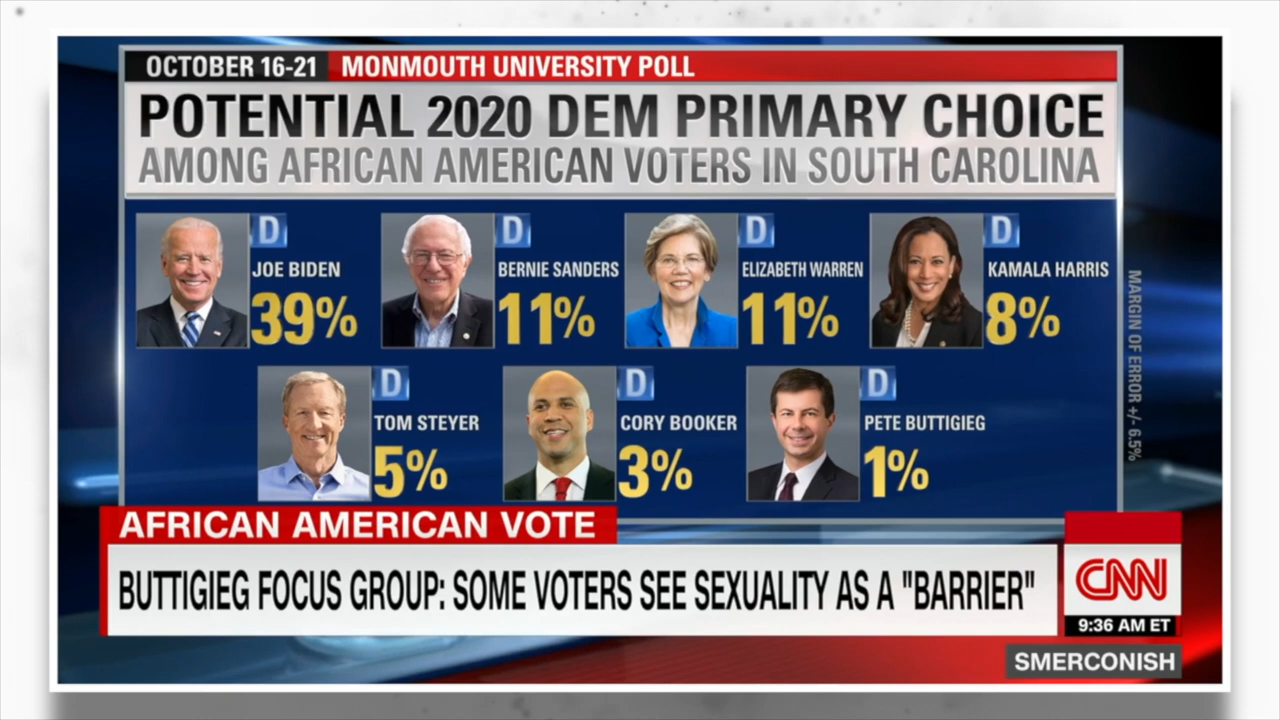 OCTOBER 16-21 MONMOUTH UNIVERSITY POLL
POTENTIAL 2020 DEM PRIMARY CHOICE
AMONG AFRICAN AMERICAN VOTERS IN SOUTH CAROLINA
D
JOE BIDEN
39%
D
BERNIE SANDERS
11%
D
ELIZABETH WARREN
11%
D
KAMALA HARRIS
8%
D
TOM STEYER
5%
D
CORY BOOKER
3%
D
PETE BUTTIGIEG
1%
MARGIN OF ERROR +/- 6.5%
AFRICAN AMERICAN VOTE
BUTTIGIEG FOCUS GROUP: SOME VOTERS SEE SEXUALITY AS A "BARRIER"
CNN
9:36 AM ET
SMERCONISH